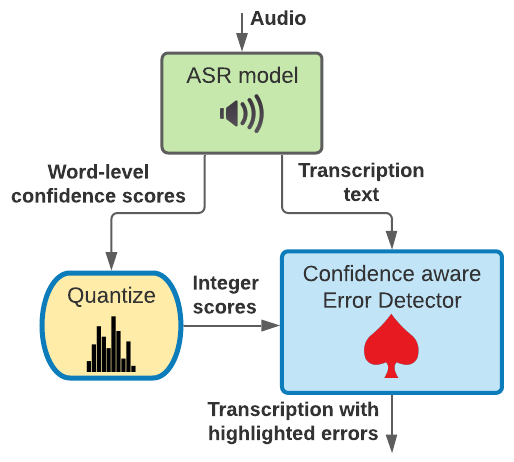 Audio
ASR model
Word-level
confidence scores
Transcription
text
Quantize
Integer
scores
Confidence aware
Error Detector
Transcription with
highlighted errors